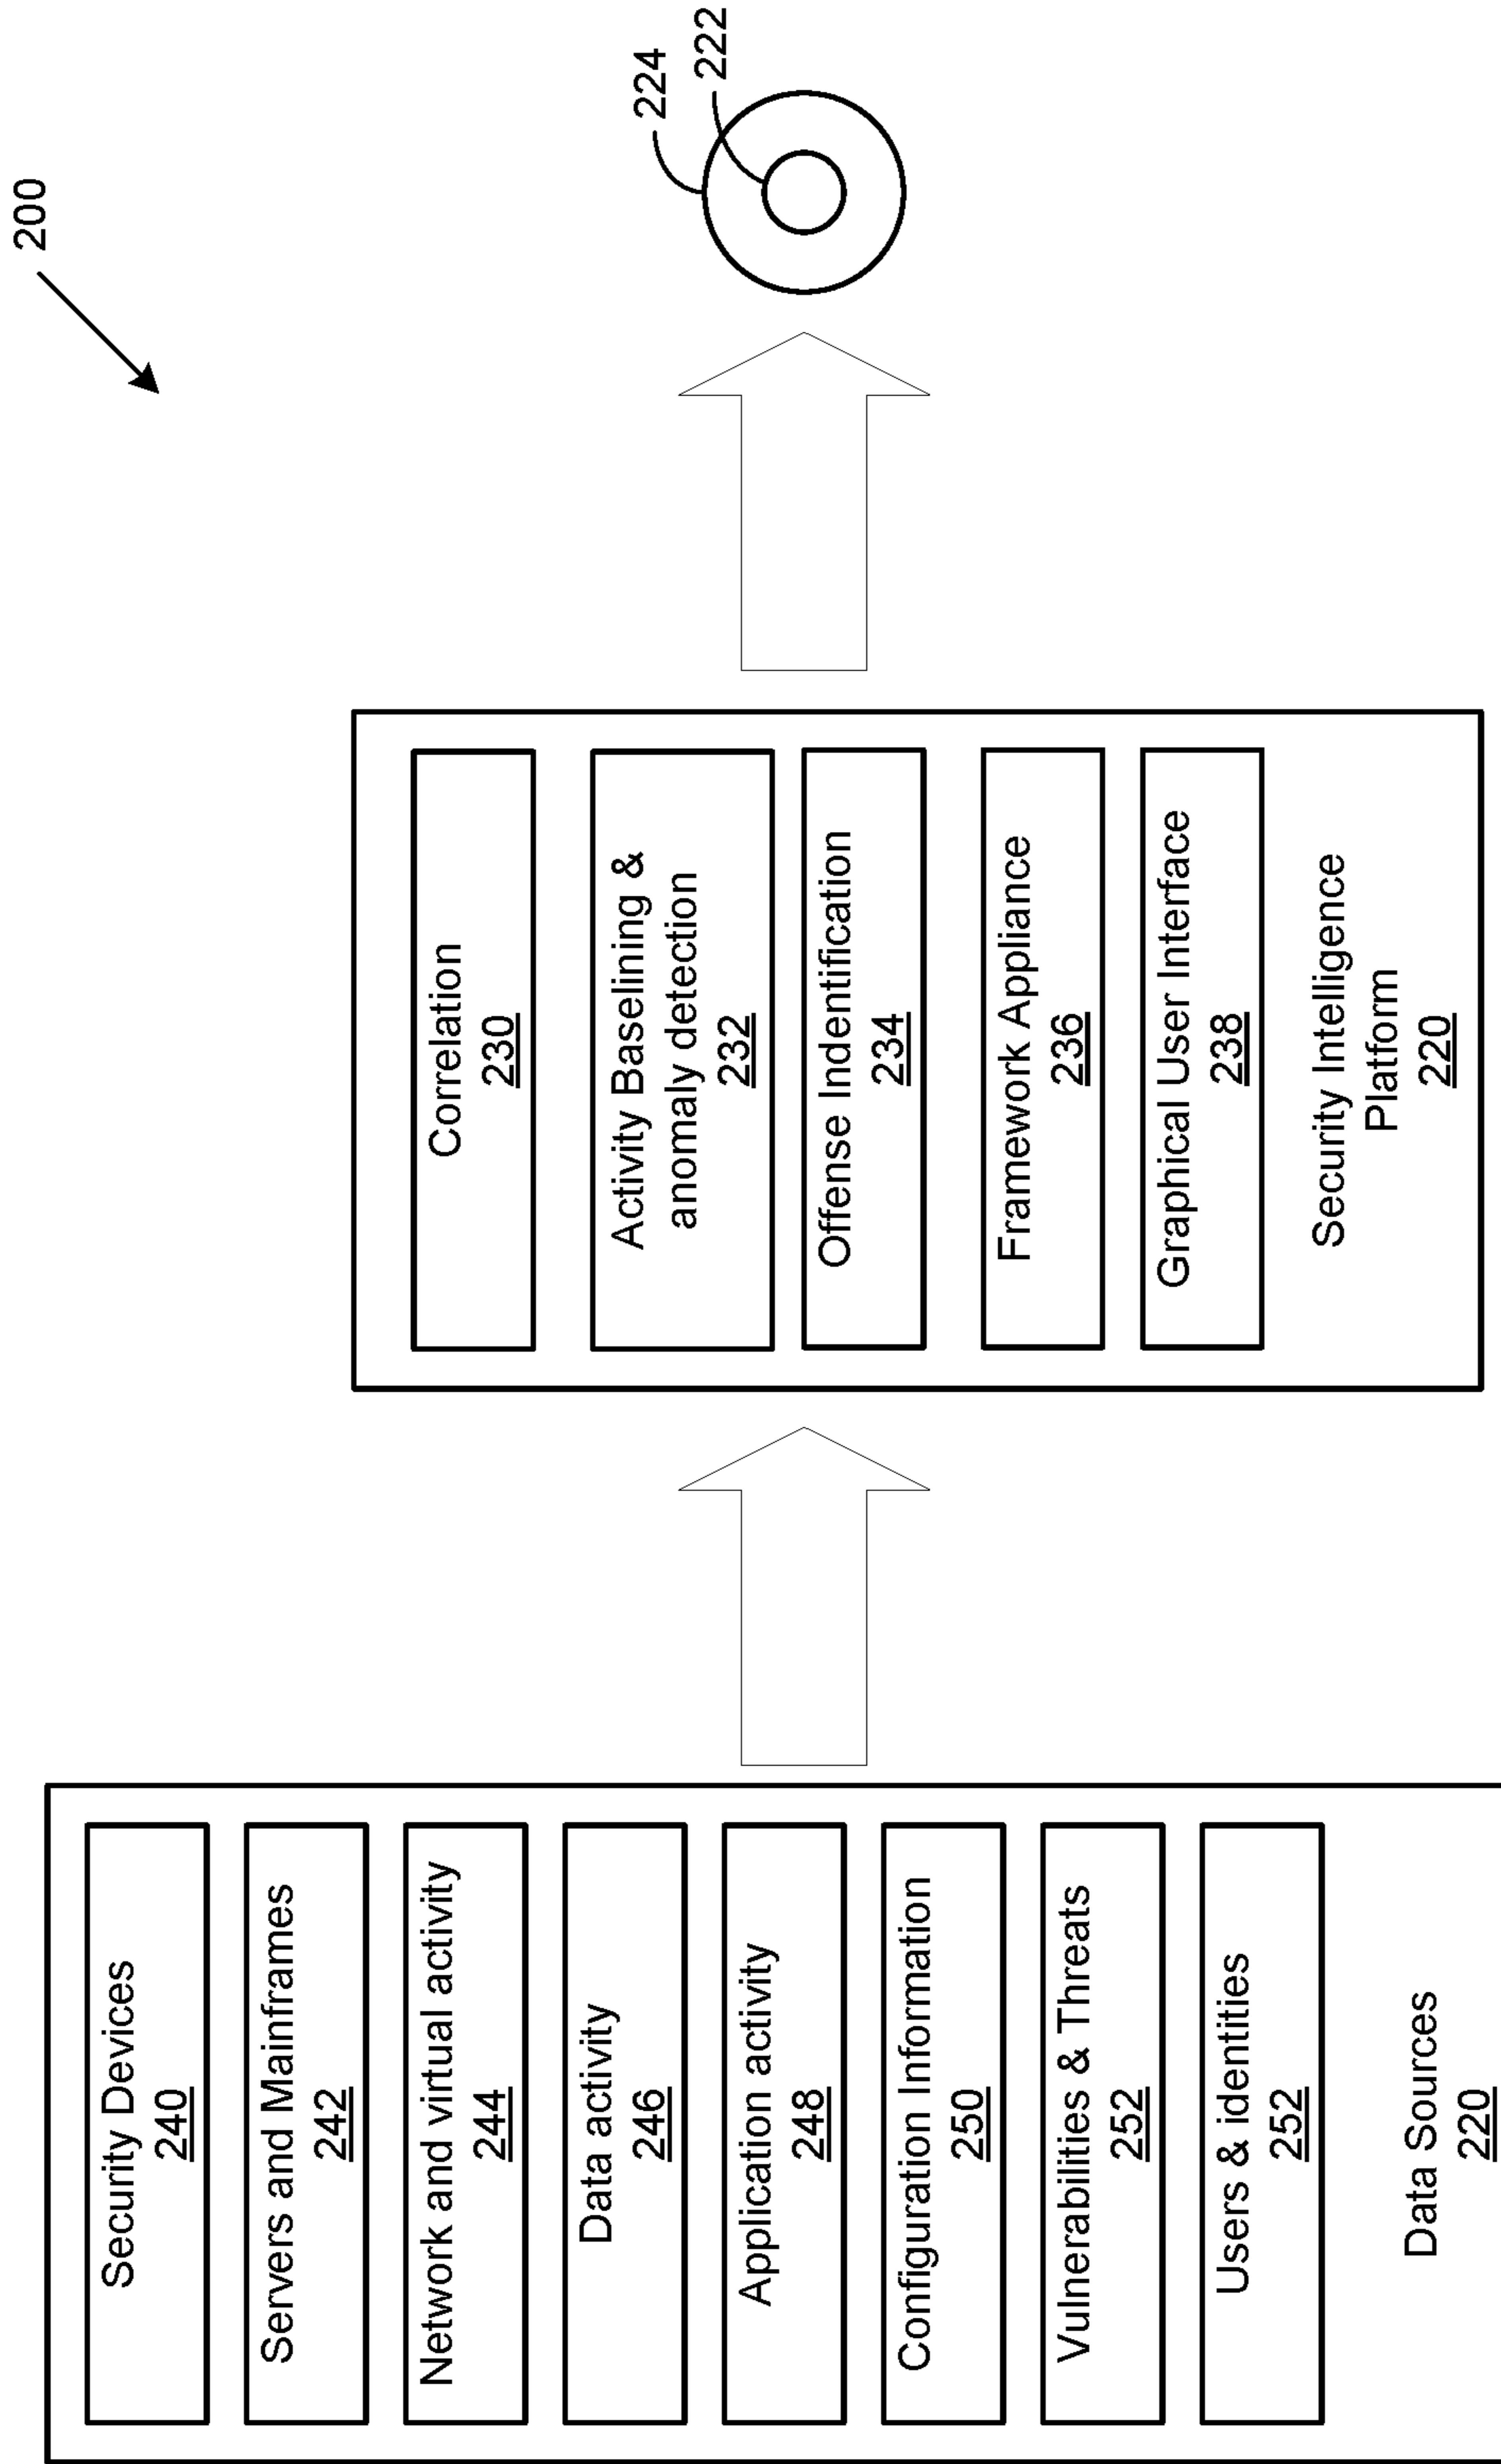 200
Security Devices
240
Servers and Mainframes
242
Network and virtual activity
244
Data activity
246
Application activity
248
Configuration Information
250
Vulnerabilities & Threats
252
Users & identities
252
Data Sources
220
Correlation
230
Activity Baselining &
anomaly detection
232
Offense Indentification
234
Framework Appliance
236
Graphical User Interface
238
Security Intelligence
Platform
220
224
222